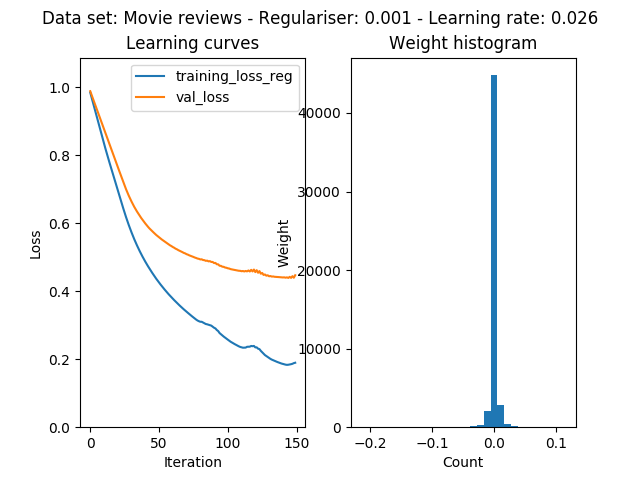 Data set: Movie reviews - Regulariser: 0.001 - Learning rate: 0.026
Learning curves
Weight histogram
training_loss_reg
val_loss
1.0
0.8
0.6
0.4
0.2
0.0
Loss
0
50
100
150
Iteration
40000
30000
20000
10000
0
Weight
−0.2
−0.1
0.0
0.1
Count